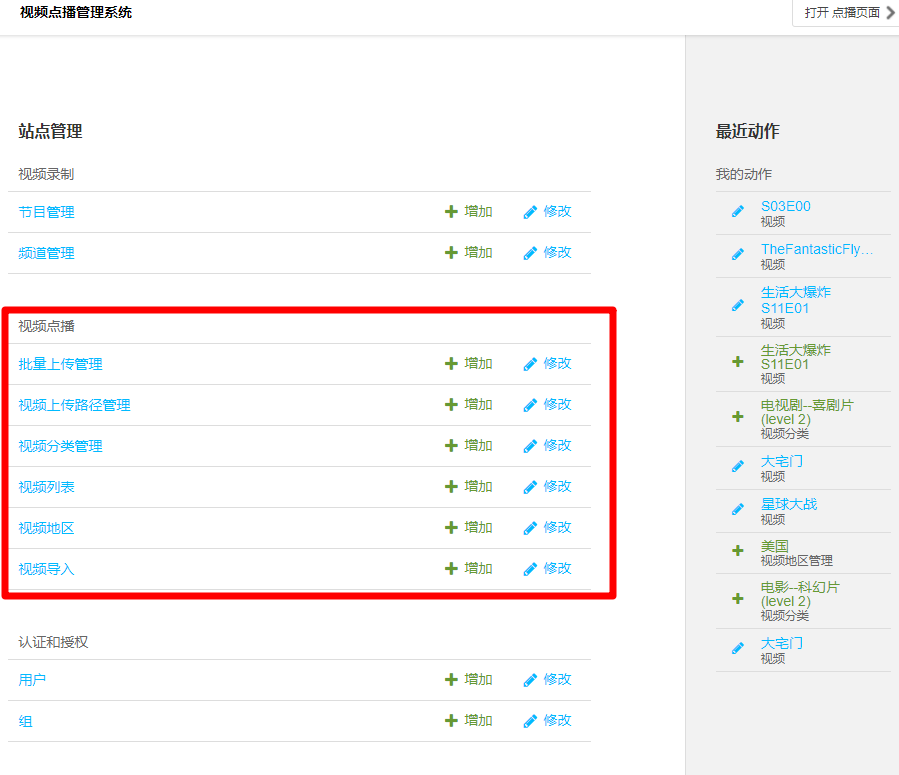 视频点播管理系统
打开 点播页面
站点管理
视频录制
节目管理 增加 修改
频道管理 增加 修改
视频点播
批量上传管理 增加 修改
视频上传路径管理 增加 修改
视频分类管理 增加 修改
视频列表 增加 修改
视频地区 增加 修改
视频导入 增加 修改
认证和授权
用户 增加 修改
组 增加 修改
最近动作
我的动作
S03E00
视频
TheFantasticFly…
视频
生活大爆炸
S11E01
视频
生活大爆炸
S11E01
视频
电视剧--喜剧片
(level 2)
视频分类
大宅门
视频
星球大战
视频
美国
视频地区管理
电影--科幻片
(level 2)
视频分类
大宅门
视频